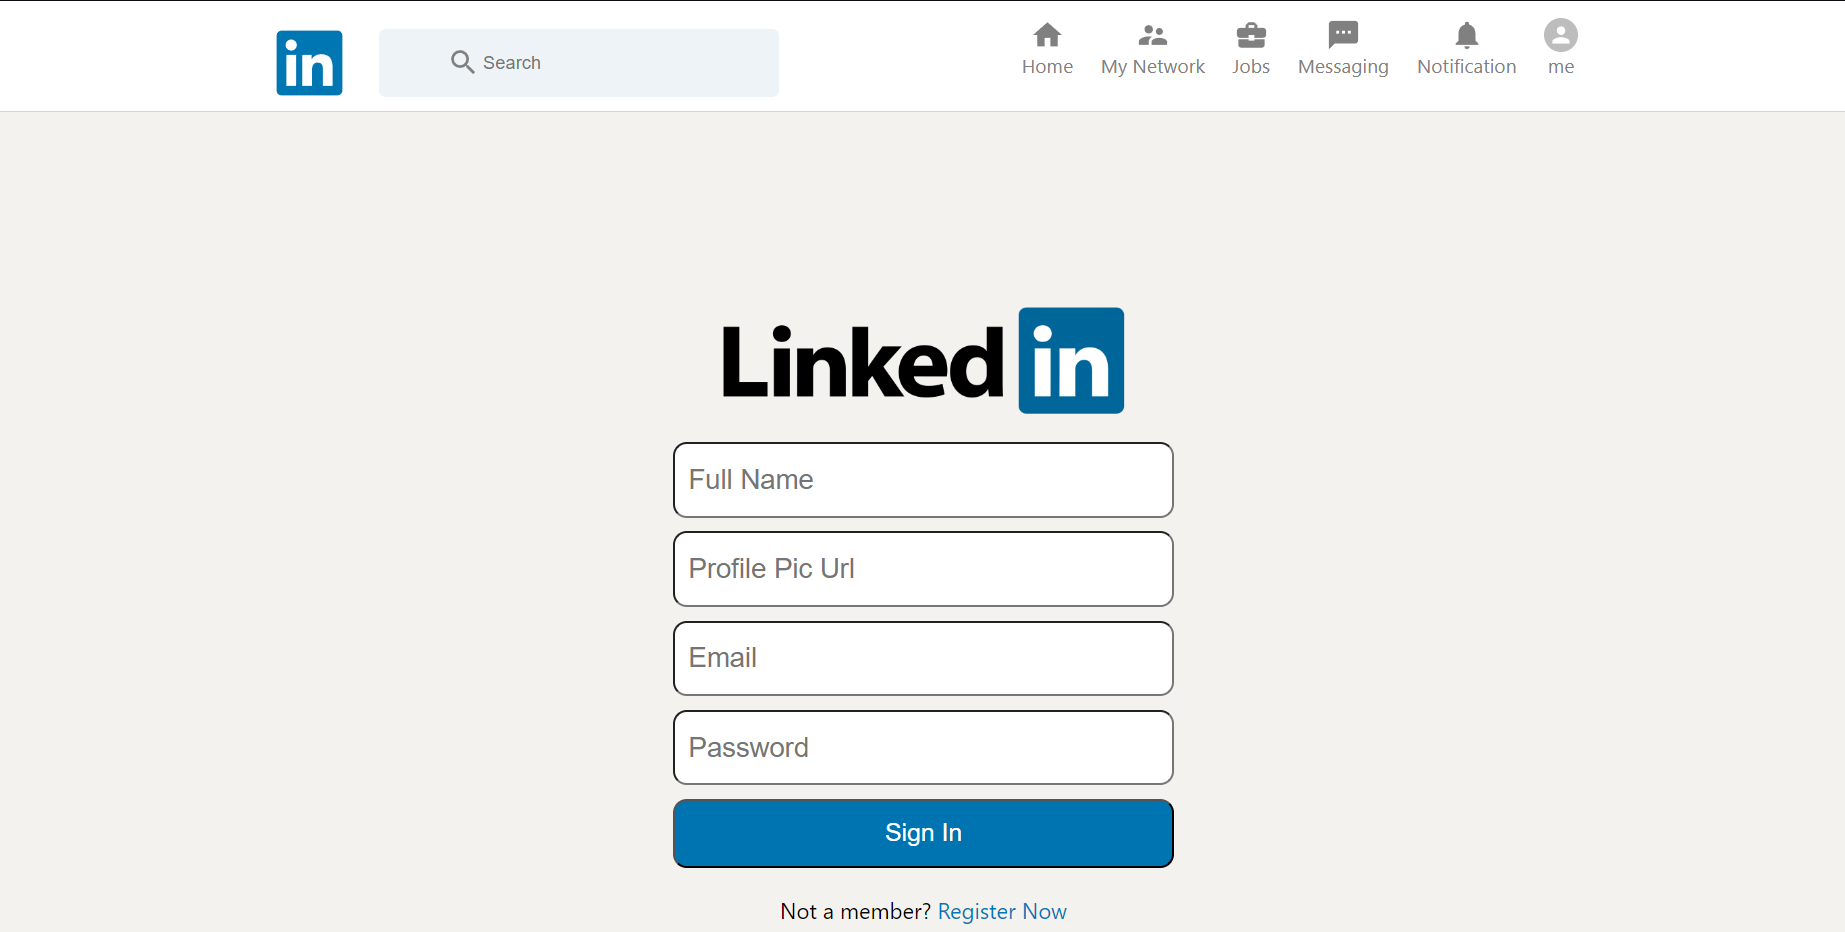 in
Search
Home
My Network
Jobs
Messaging
Notification
me
Linked in
Full Name
Profile Pic Url
Email
Password
Sign In
Not a member? Register Now